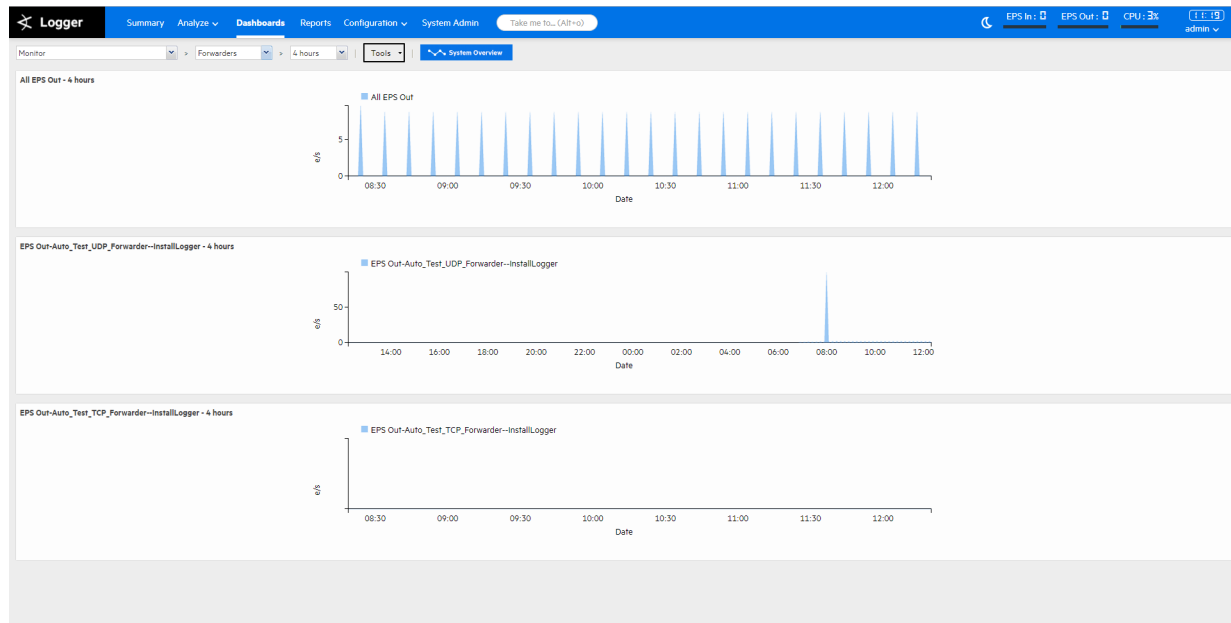 Logger Summary Analyze Dashboards Reports Configuration System Admin Take me to... (Alt+o) EPS In : 0 EPS Out : 0 CPU : 3% 11:19
admin
Monitor > Forwarders > 4 hours | Tools | System Overview
All EPS Out - 4 hours
All EPS Out
5
e/s
0
08:30 09:00 09:30 10:00 10:30 11:00 11:30 12:00
Date
EPS Out-Auto_Test_UDP_Forwarder--InstallLogger - 4 hours
EPS Out-Auto_Test_UDP_Forwarder--InstallLogger
50
e/s
0
14:00 16:00 18:00 20:00 22:00 00:00 02:00 04:00 06:00 08:00 10:00 12:00
Date
EPS Out-Auto_Test_TCP_Forwarder--InstallLogger - 4 hours
EPS Out-Auto_Test_TCP_Forwarder--InstallLogger
e/s
08:30 09:00 09:30 10:00 10:30 11:00 11:30 12:00
Date